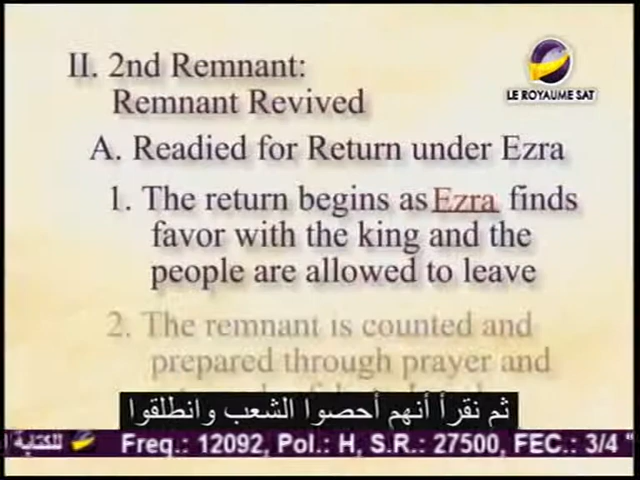 II. 2nd Remnant:
Remnant Revived
LE ROYAUME SAT
A. Readied for Return under Ezra
1. The return begins as Ezra finds
favor with the king and the
people are allowed to leave
2. The remnant is counted and
prepared through prayer and
ثم نقرأ أنهم أحصوا الشعب وانطلقوا
للكتابة Freq.: 12092, Pol.: H, S.R.: 27500, FEC.: 3/4 "